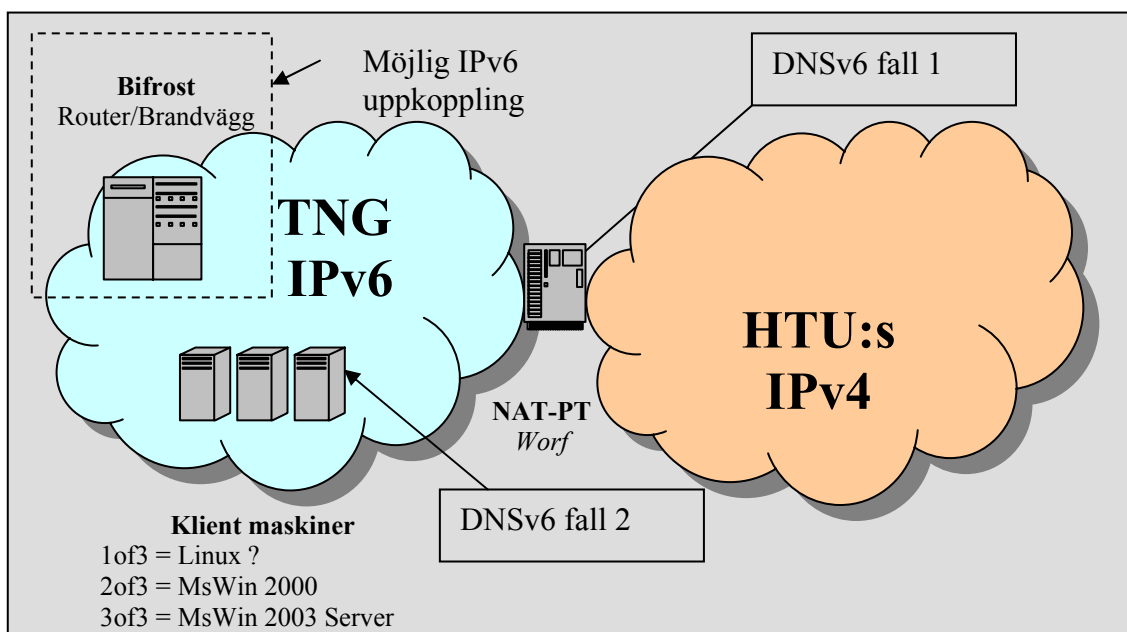 Bifrost
Router/Brandvägg
Möjlig IPv6
uppkoppling
DNSv6 fall 1
TNG
IPv6
HTU:s
IPv4
NAT-PT
Worf
DNSv6 fall 2
Klient maskiner
1of3 = Linux ?
2of3 = MsWin 2000
3of3 = MsWin 2003 Server